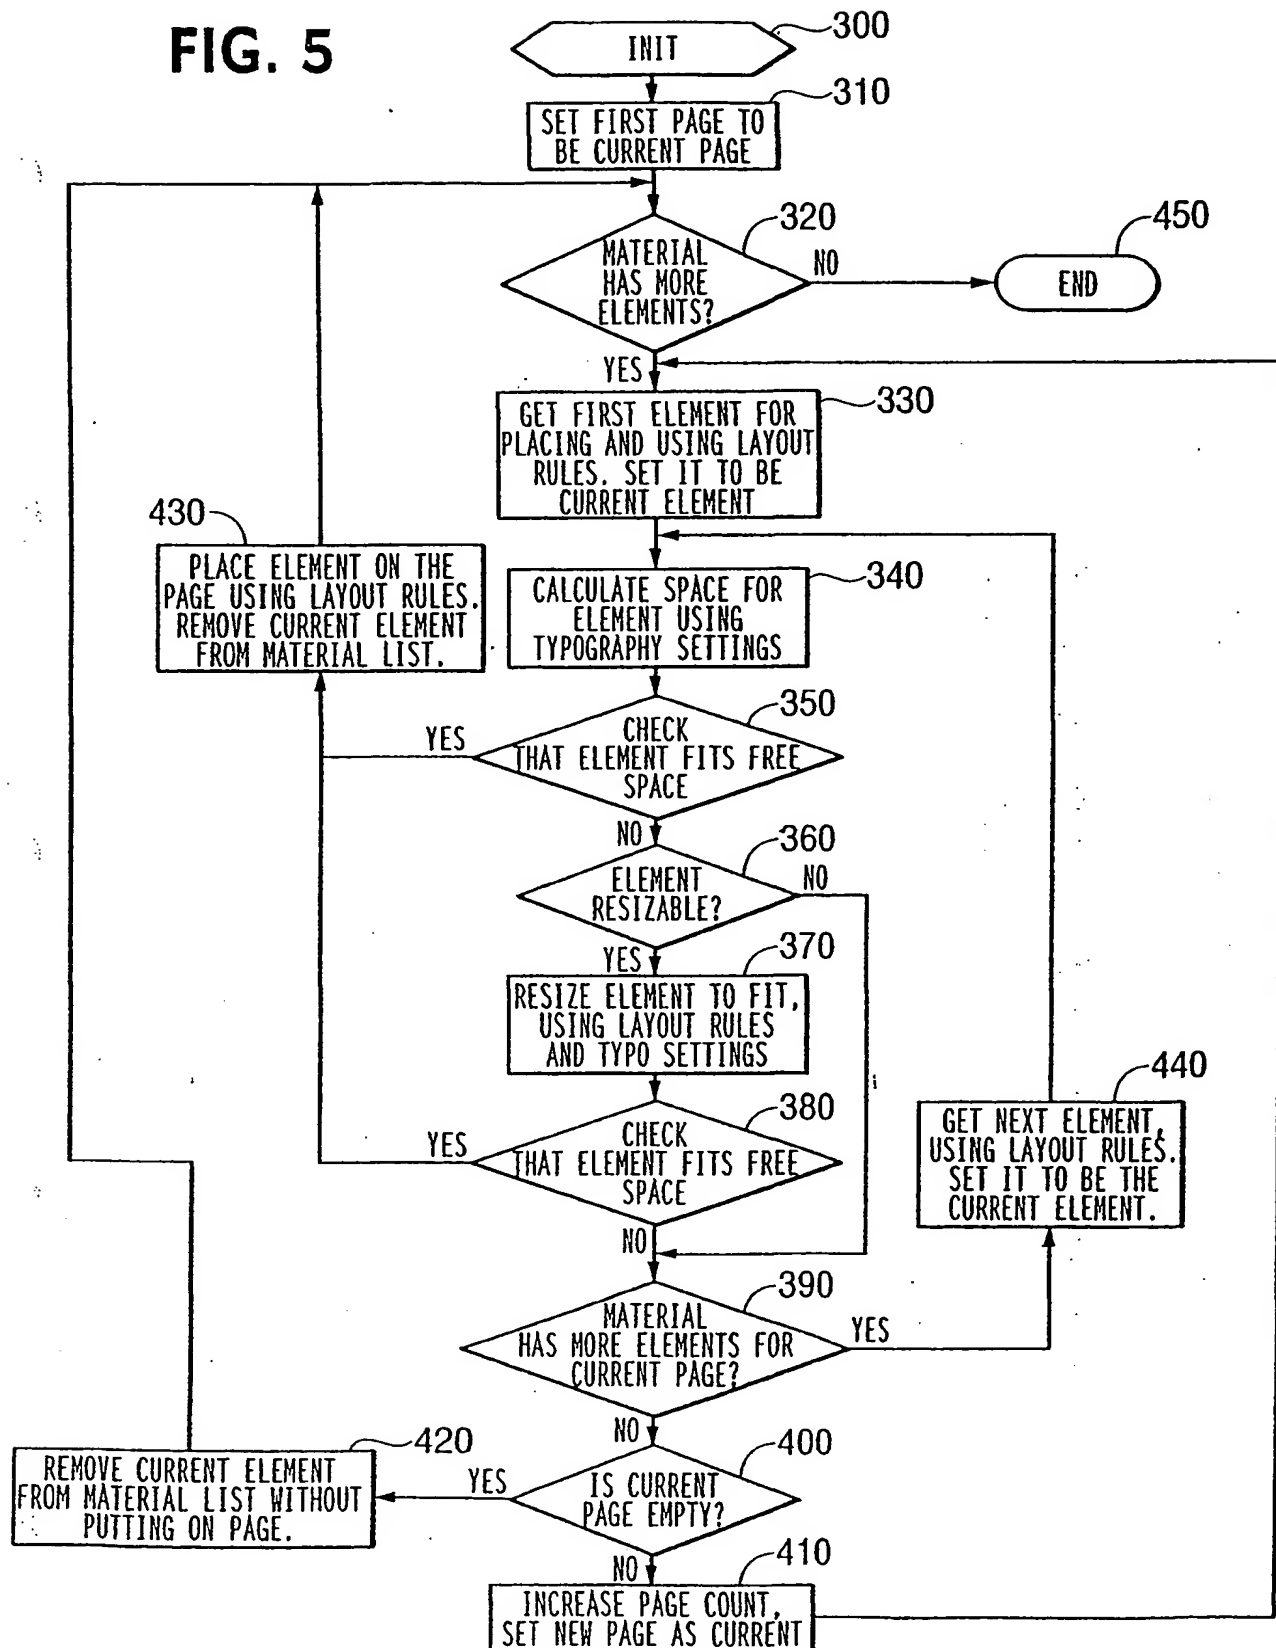 FIG. 5
INIT
300
310
SET FIRST PAGE TO
BE CURRENT PAGE
320
MATERIAL
HAS MORE
ELEMENTS?
NO
450
END
YES
330
GET FIRST ELEMENT FOR
PLACING AND USING LAYOUT
RULES. SET IT TO BE
CURRENT ELEMENT
430
PLACE ELEMENT ON THE
PAGE USING LAYOUT RULES.
REMOVE CURRENT ELEMENT
FROM MATERIAL LIST.
340
CALCULATE SPACE FOR
ELEMENT USING
TYPOGRAPHY SETTINGS
350
YES
CHECK
THAT ELEMENT FITS FREE
SPACE
NO
360
ELEMENT
RESIZABLE?
NO
YES
370
RESIZE ELEMENT TO FIT,
USING LAYOUT RULES
AND TYPO SETTINGS
380
YES
CHECK
THAT ELEMENT FITS FREE
SPACE
440
GET NEXT ELEMENT,
USING LAYOUT RULES.
SET IT TO BE THE
CURRENT ELEMENT.
NO
390
MATERIAL
HAS MORE ELEMENTS FOR
CURRENT PAGE?
YES
NO
400
IS CURRENT
PAGE EMPTY?
YES
420
REMOVE CURRENT ELEMENT
FROM MATERIAL LIST WITHOUT
PUTTING ON PAGE.
NO
410
INCREASE PAGE COUNT,
SET NEW PAGE AS CURRENT